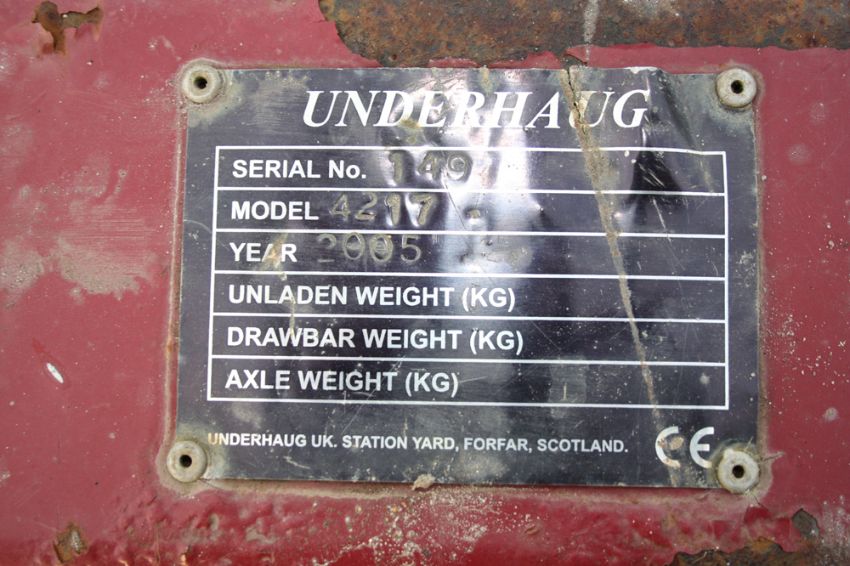 UNDERHAUG
SERIAL No. 149
MODEL 4217
YEAR 2005
UNLADEN WEIGHT (KG)
DRAWBAR WEIGHT (KG)
AXLE WEIGHT (KG)
UNDERHAUG UK. STATION YARD, FORFAR, SCOTLAND. CE